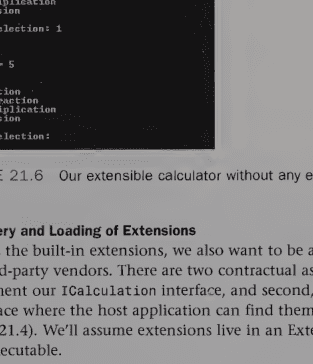 plication
sion
election: 1
= 5
tion
raction
iplication
sion
election:
E 21.6 Our extensible calculator without any e
ery and Loading of Extensions
the built-in extensions, we also want to be a
d-party vendors. There are two contractual as
ment our ICalculation interface, and second,
ace where the host application can find them
21.4). We'll assume extensions live in an Exte
ecutable.